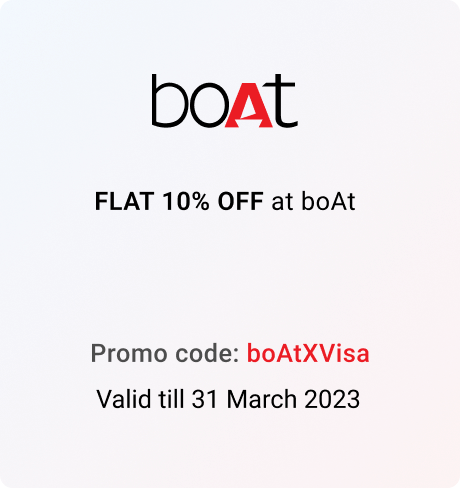 boAt
FLAT 10% OFF at boAt
Promo code: boAtXVisa
Valid till 31 March 2023